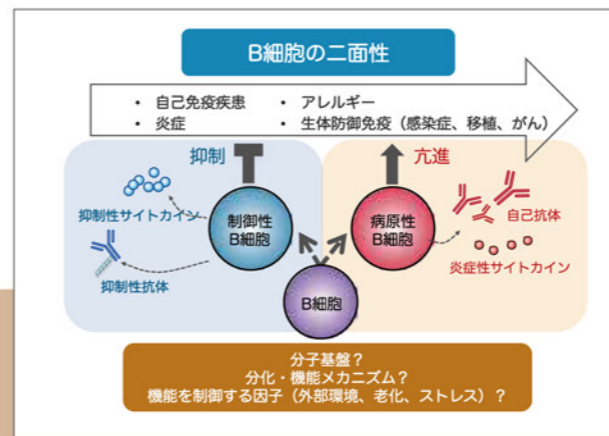 B細胞の二面性
• 自己免疫疾患 • アレルギー
• 炎症 • 生体防御免疫（感染症、移植、がん）
抑制
亢進
抑制性サイトカイン
制御性
B細胞
抑制性抗体
病原性
B細胞
自己抗体
炎症性サイトカイン
B細胞
分子基盤？
分化・機能メカニズム？
機能を制御する因子（外部環境、老化、ストレス）？